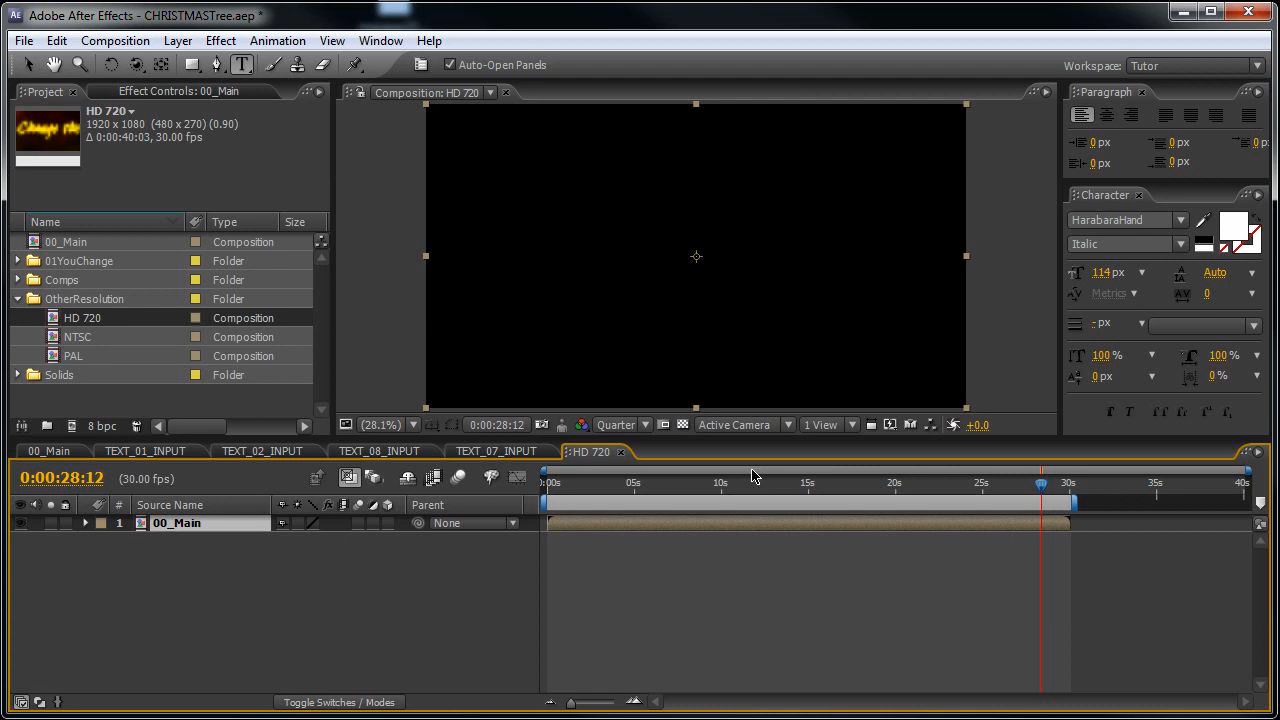 Adobe After Effects - CHRISTMASTree.aep *
File Edit Composition Layer Effect Animation View Window Help
Auto-Open Panels
Workspace: Tutor
Project
Effect Controls: 00_Main
Composition: HD 720
Paragraph
HD 720
1920 x 1080 (480 x 270) (0.90)
Δ 0:00:40:03, 30.00 fps
0 px 0 px 0 p
0 px 0 px
Character
HarabaraHand
Italic
114 px Auto
Metrics 0
- px
100 % 100 %
0 px 0 %
Name Type Size
00_Main Composition
01YouChange Folder
Comps Folder
OtherResolution Folder
HD 720 Composition
NTSC Composition
PAL Composition
Solids Folder
8 bpc
(28.1%) 0:00:28:12 Quarter Active Camera 1 View +0.0
00_Main TEXT_01_INPUT TEXT_02_INPUT TEXT_08_INPUT TEXT_07_INPUT HD 720
0:00:28:12 (30.00 fps)
0:00s 05s 10s 15s 20s 25s 30s 35s 40s
# Source Name Parent
1 00_Main None
Toggle Switches / Modes